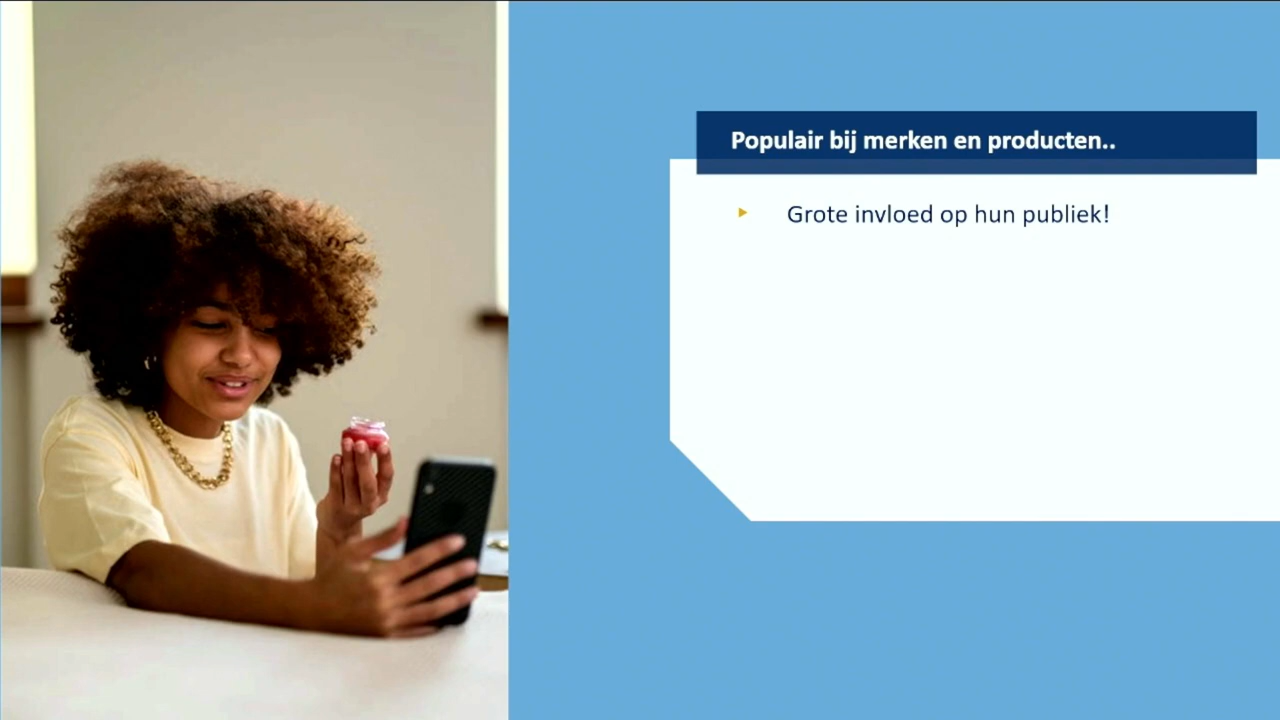 Populair bij merken en producten..
Grote invloed op hun publiek!